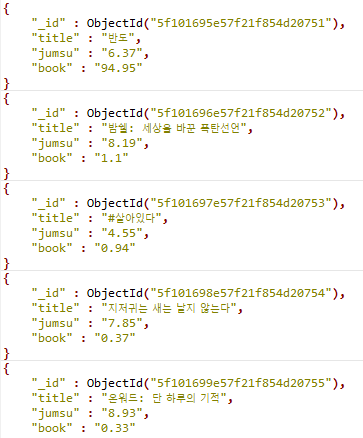 {
"_id" : ObjectId("5f101695e57f21f854d20751"),
"title" : "반도",
"jumsu" : "6.37",
"book" : "94.95"
}
{
"_id" : ObjectId("5f101696e57f21f854d20752"),
"title" : "밤쉘: 세상을 바꾼 폭탄선언",
"jumsu" : "8.19",
"book" : "1.1"
}
{
"_id" : ObjectId("5f101697e57f21f854d20753"),
"title" : "#살아있다",
"jumsu" : "4.55",
"book" : "0.94"
}
{
"_id" : ObjectId("5f101698e57f21f854d20754"),
"title" : "지저귀는 새는 날지 않는다",
"jumsu" : "7.85",
"book" : "0.37"
}
{
"_id" : ObjectId("5f101699e57f21f854d20755"),
"title" : "온워드: 단 하루의 기적",
"jumsu" : "8.93",
"book" : "0.33"